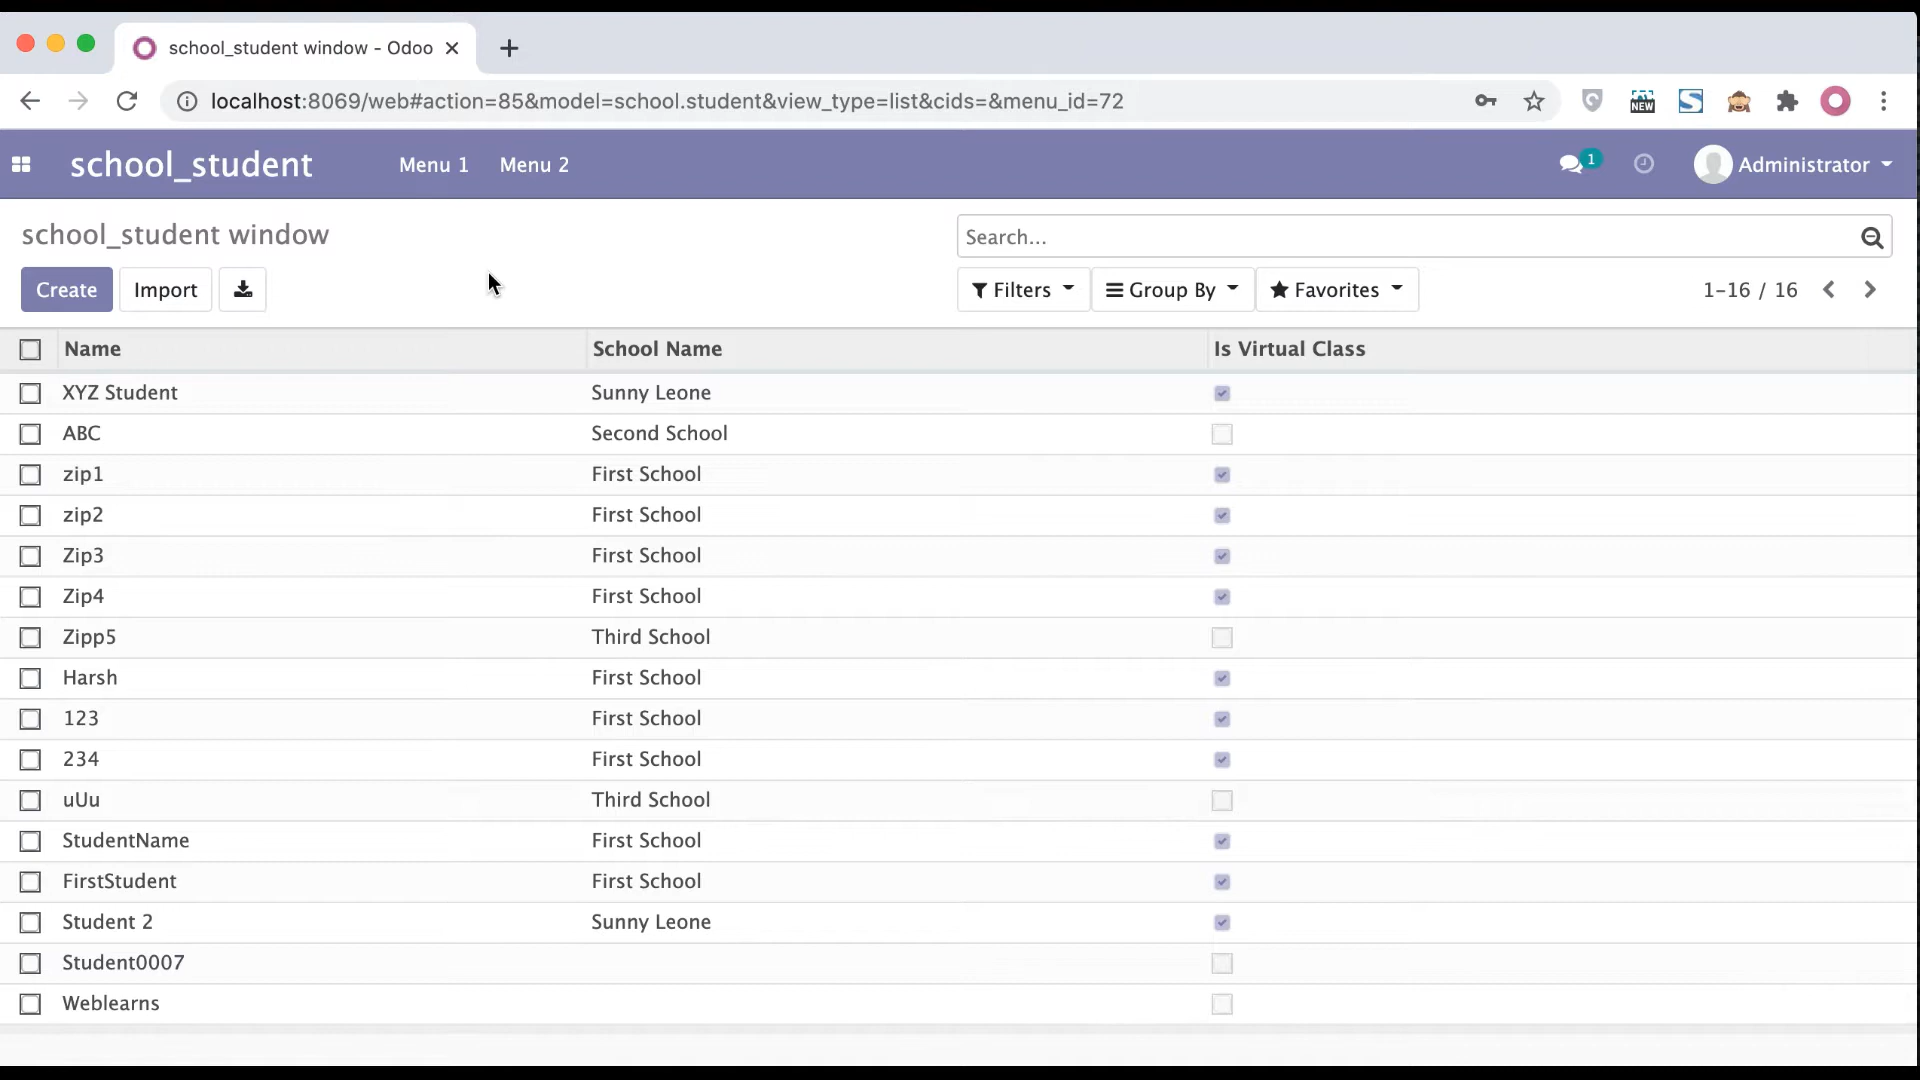 school_student window - Odoo
localhost:8069/web#action=85&model=school.student&view_type=list&cids=&menu_id=72
NEW
S
school_student Menu 1 Menu 2 1 Administrator
school_student window
Search...
Create Import Filters Group By Favorites 1-16 / 16
Name School Name Is Virtual Class
XYZ Student Sunny Leone
ABC Second School
zip1 First School
zip2 First School
Zip3 First School
Zip4 First School
Zipp5 Third School
Harsh First School
123 First School
234 First School
uUu Third School
StudentName First School
FirstStudent First School
Student 2 Sunny Leone
Student0007
Weblearns